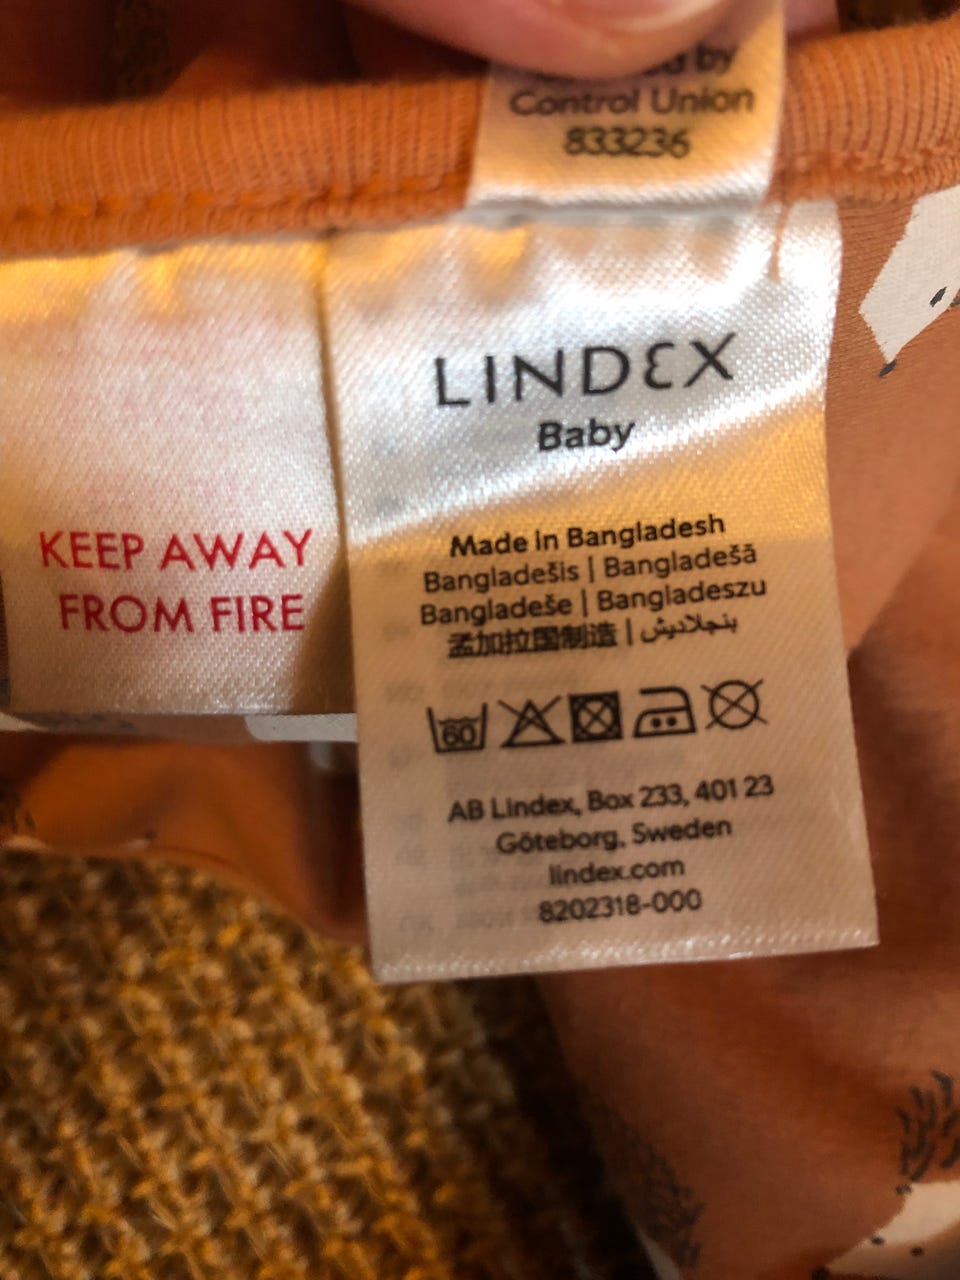 by
Control Union
833236
KEEP AWAY
FROM FIRE
LINDEX
Baby
Made in Bangladesh
Bangladešis | Bangladešā
Bangladeše | Bangladeszu
孟加拉国制造 | بنجلاديش
60
AB Lindex, Box 233, 401 23
Göteborg, Sweden
lindex.com
8202318-000